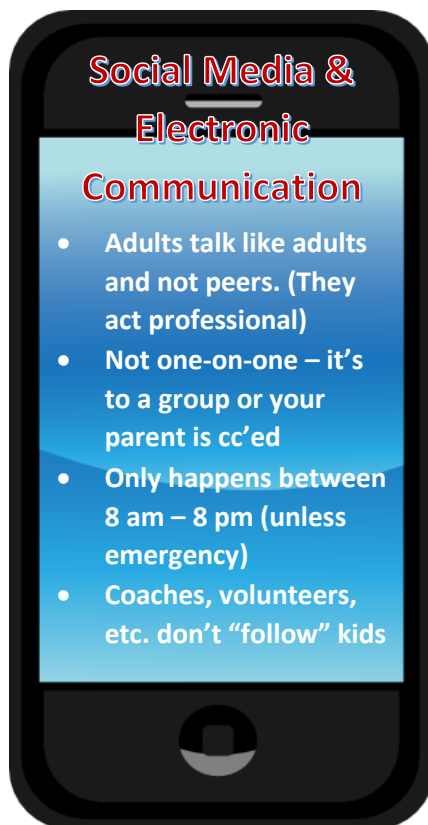 Social Media &
Electronic
Communication
• Adults talk like adults
and not peers. (They
act professional)
• Not one-on-one – it’s
to a group or your
parent is cc’ed
• Only happens between
8 am – 8 pm (unless
emergency)
• Coaches, volunteers,
etc. don’t “follow” kids